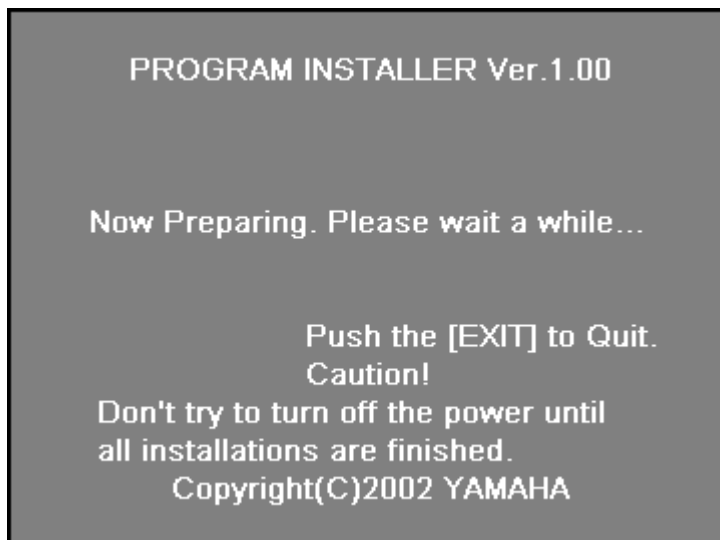 PROGRAM INSTALLER Ver.1.00
Now Preparing. Please wait a while...
Push the [EXIT] to Quit.
Caution!
Don't try to turn off the power until
all installations are finished.
Copyright(C)2002 YAMAHA